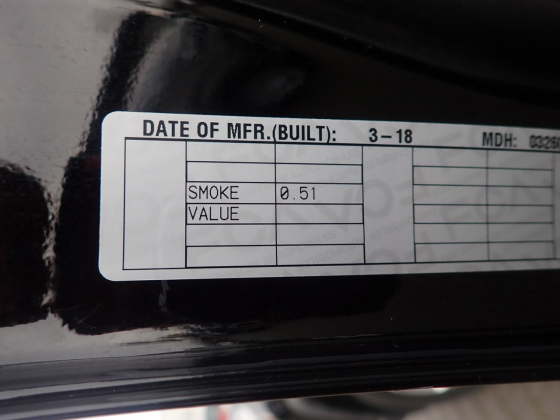 DATE OF MFR.(BUILT): 3-18 MDH:
SMOKE 0.51
VALUE